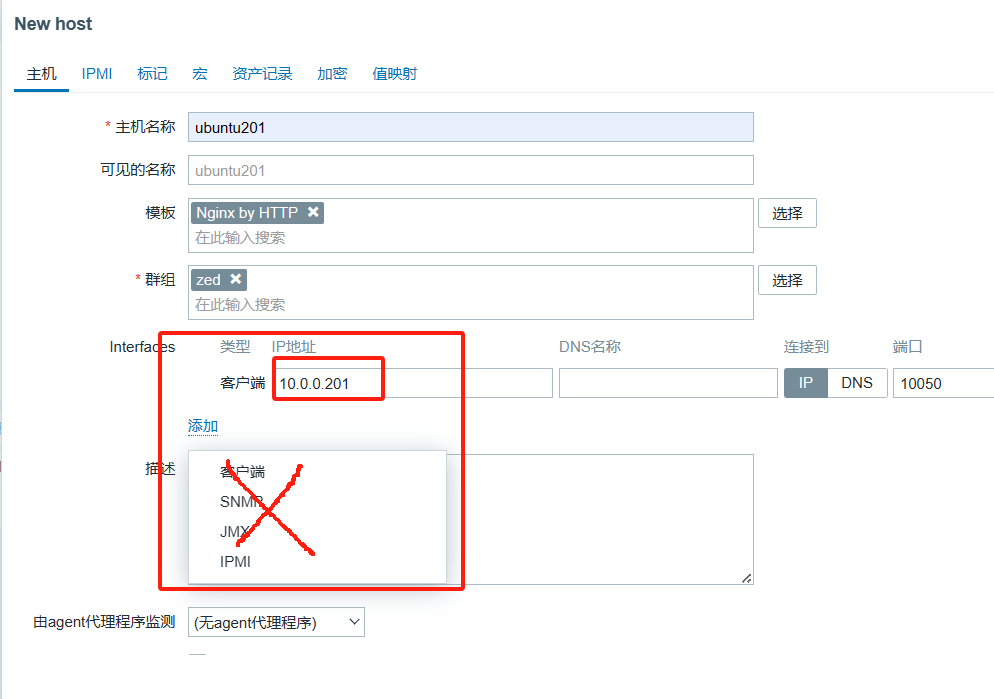 New host
主机 IPMI 标记 宏 资产记录 加密 值映射
* 主机名称 ubuntu201
可见的名称 ubuntu201
模板 Nginx by HTTP 选择
在此输入搜索
* 群组 zed 选择
在此输入搜索
Interfaces 类型 IP地址 DNS名称 连接到 端口
客户端 10.0.0.201 IP DNS 10050
添加
描述 客户端
SNMP
JMX
IPMI
由agent代理程序监测 (无agent代理程序)